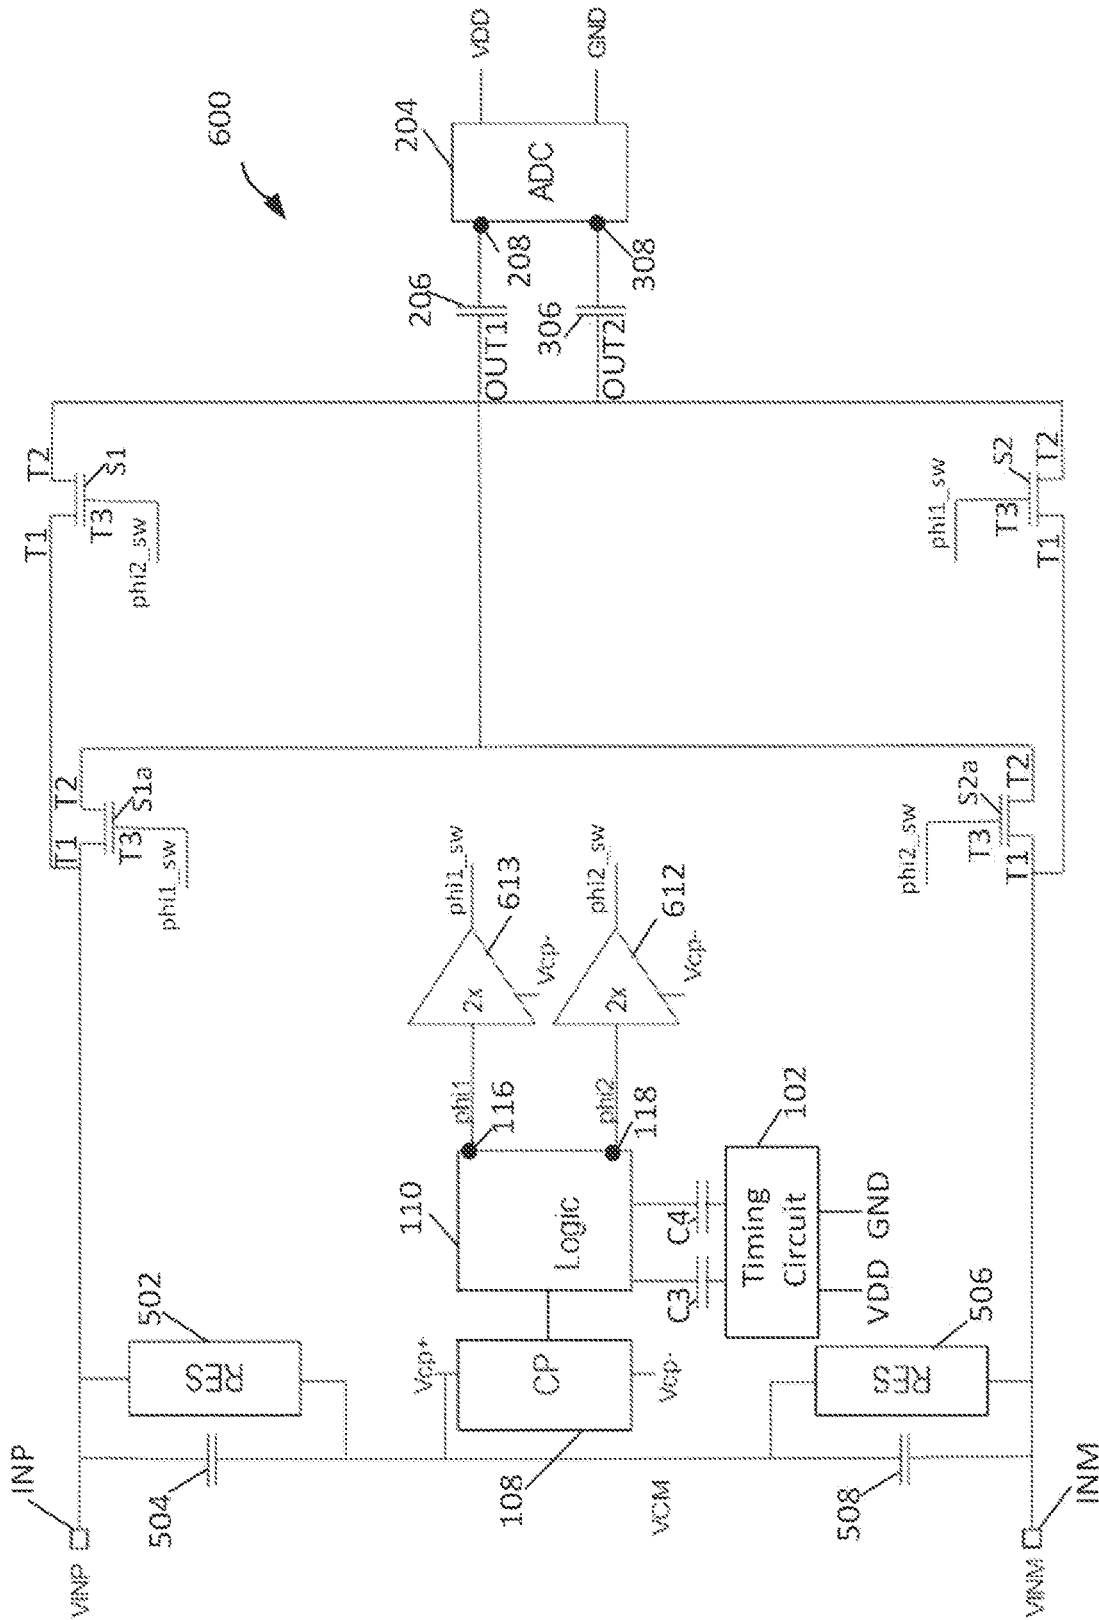 600
VDD
GND
204
ADC
208
308
206
306
OUT1
OUT2
T2
S1
T1
T3
phi2_sw
phi1_sw
S2
T2
T3
T1
T2
S1a
T1
T3
phi1_sw
phi2_sw
S2a
T2
T3
T1
phi1_sw
613
2x
Vcp-
phi2_sw
612
2x
Vcp-
phi1
116
phi2
118
110
Logic
C4
C3
102
Timing
Circuit
GND
VDD
502
RES
506
RES
Vcp+
CP
Vcp-
108
504
508
VCM
INP
VINP
INM
VINM